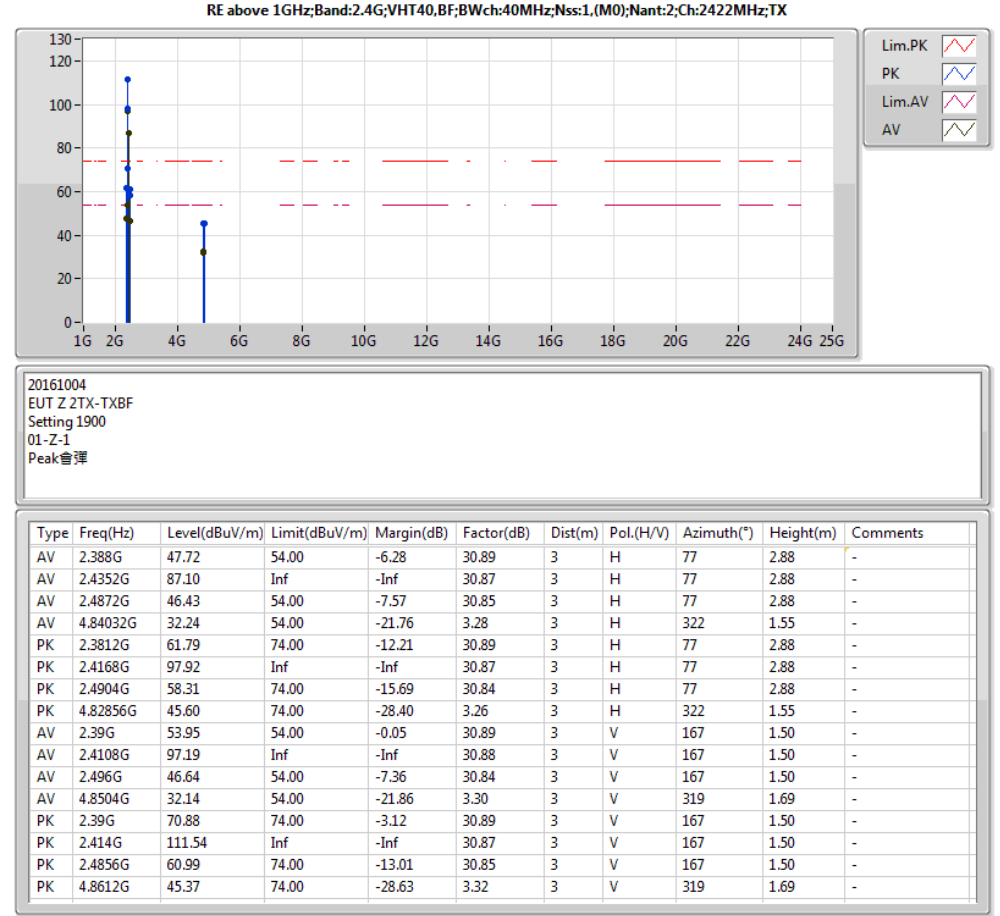 RE above 1GHz;Band:2.4G;VHT40,BF;BWch:40MHz;Nss:1,(M0);Nant:2;Ch:2422MHz;TX
130
120
100
80
60
40
20
0
1G 2G 4G 6G 8G 10G 12G 14G 16G 18G 20G 22G 24G 25G
Lim.PK
PK
Lim.AV
AV
20161004
EUT Z 2TX-TXBF
Setting 1900
01-Z-1
Peak會彈
Type Freq(Hz) Level(dBuV/m) Limit(dBuV/m) Margin(dB) Factor(dB) Dist(m) Pol.(H/V) Azimuth(°) Height(m) Comments
AV 2.388G 47.72 54.00 -6.28 30.89 3 H 77 2.88 -
AV 2.4352G 87.10 Inf -Inf 30.87 3 H 77 2.88 -
AV 2.4872G 46.43 54.00 -7.57 30.85 3 H 77 2.88 -
AV 4.84032G 32.24 54.00 -21.76 3.28 3 H 322 1.55 -
PK 2.3812G 61.79 74.00 -12.21 30.89 3 H 77 2.88 -
PK 2.4168G 97.92 Inf -Inf 30.87 3 H 77 2.88 -
PK 2.4904G 58.31 74.00 -15.69 30.84 3 H 77 2.88 -
PK 4.82856G 45.60 74.00 -28.40 3.26 3 H 322 1.55 -
AV 2.39G 53.95 54.00 -0.05 30.89 3 V 167 1.50 -
AV 2.4108G 97.19 Inf -Inf 30.88 3 V 167 1.50 -
AV 2.496G 46.64 54.00 -7.36 30.84 3 V 167 1.50 -
AV 4.8504G 32.14 54.00 -21.86 3.30 3 V 319 1.69 -
PK 2.39G 70.88 74.00 -3.12 30.89 3 V 167 1.50 -
PK 2.414G 111.54 Inf -Inf 30.87 3 V 167 1.50 -
PK 2.4856G 60.99 74.00 -13.01 30.85 3 V 167 1.50 -
PK 4.8612G 45.37 74.00 -28.63 3.32 3 V 319 1.69 -